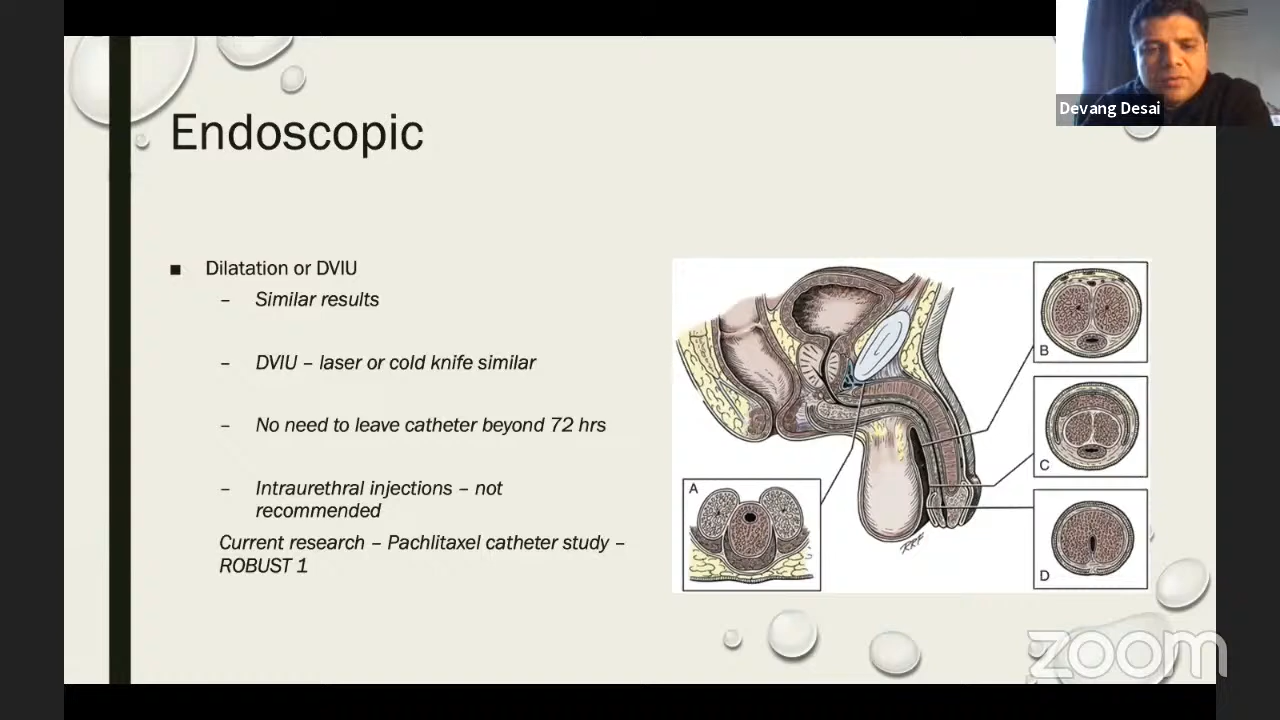 Devang Desai
Endoscopic
■ Dilatation or DVIU
– Similar results
– DVIU – laser or cold knife similar
– No need to leave catheter beyond 72 hrs
– Intraurethral injections – not
recommended
Current research – Pachlitaxel catheter study –
ROBUST 1
A
B
C
D
RRF
zoom